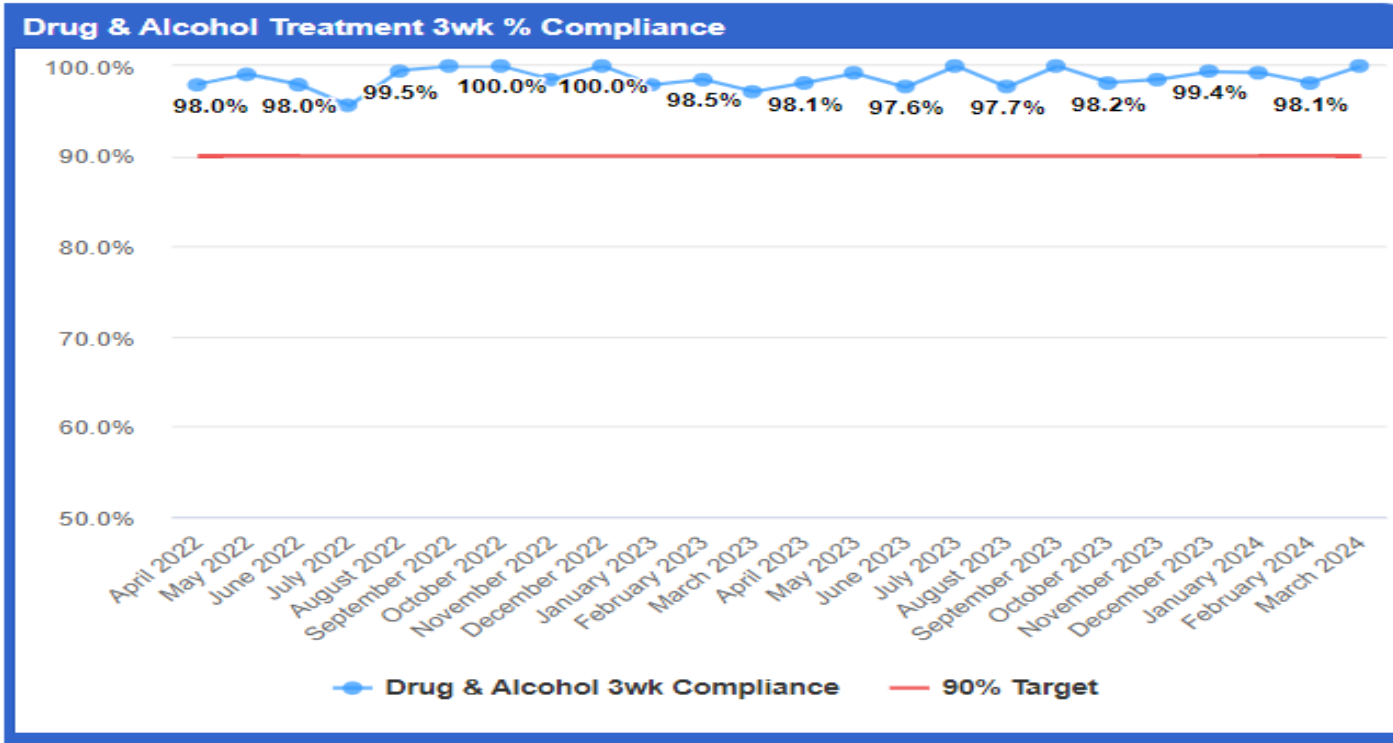 Drug & Alcohol Treatment 3wk % Compliance
100.0%
90.0%
80.0%
70.0%
60.0%
50.0%
98.0%
98.0%
99.5%
100.0%
100.0%
98.5%
98.1%
97.6%
97.7%
98.2%
99.4%
98.1%
April 2022
May 2022
June 2022
July 2022
August 2022
September 2022
October 2022
November 2022
December 2022
January 2023
February 2023
March 2023
April 2023
May 2023
June 2023
July 2023
August 2023
September 2023
October 2023
November 2023
December 2023
January 2024
February 2024
March 2024
Drug & Alcohol 3wk Compliance
90% Target